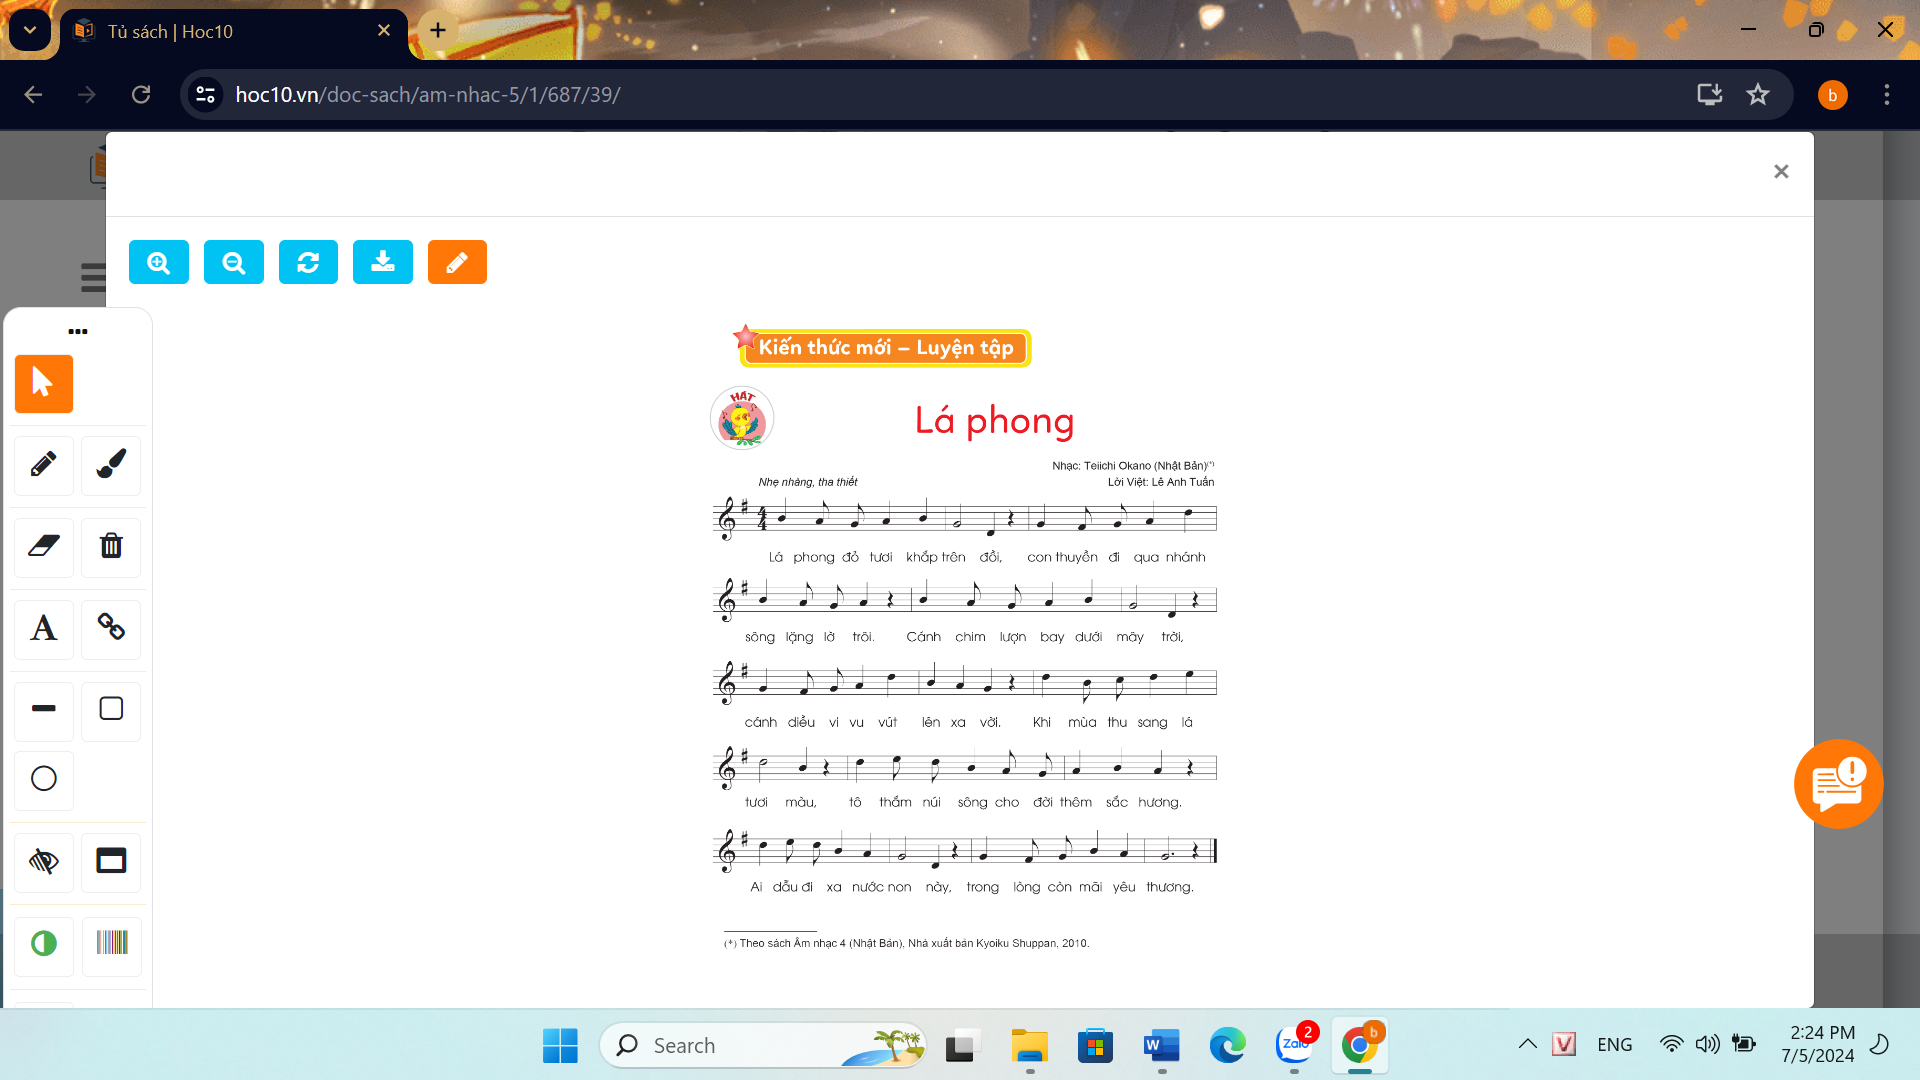 Tủ sách | Hoc10
hoc10.vn/doc-sach/am-nhac-5/1/687/39/
b
Kiến thức mới – Luyện tập
HÁT
Lá phong
Nhạc: Teiichi Okano (Nhật Bản)(*)
Nhẹ nhàng, tha thiết
Lời Việt: Lê Anh Tuấn
Lá phong đỏ tươi khắp trên đồi, con thuyền đi qua nhánh
sông lặng lờ trôi. Cánh chim lượn bay dưới mây trời,
cánh diều vi vu vút lên xa vời. Khi mùa thu sang lá
tươi màu, tô thắm núi sông cho đời thêm sắc hương.
Ai dẫu đi xa nước non này, trong lòng còn mãi yêu thương.
(*) Theo sách Âm nhạc 4 (Nhật Bản), Nhà xuất bản Kyoiku Shuppan, 2010.
A
Search
W
Zalo
2
b
V
ENG
2:24 PM
7/5/2024